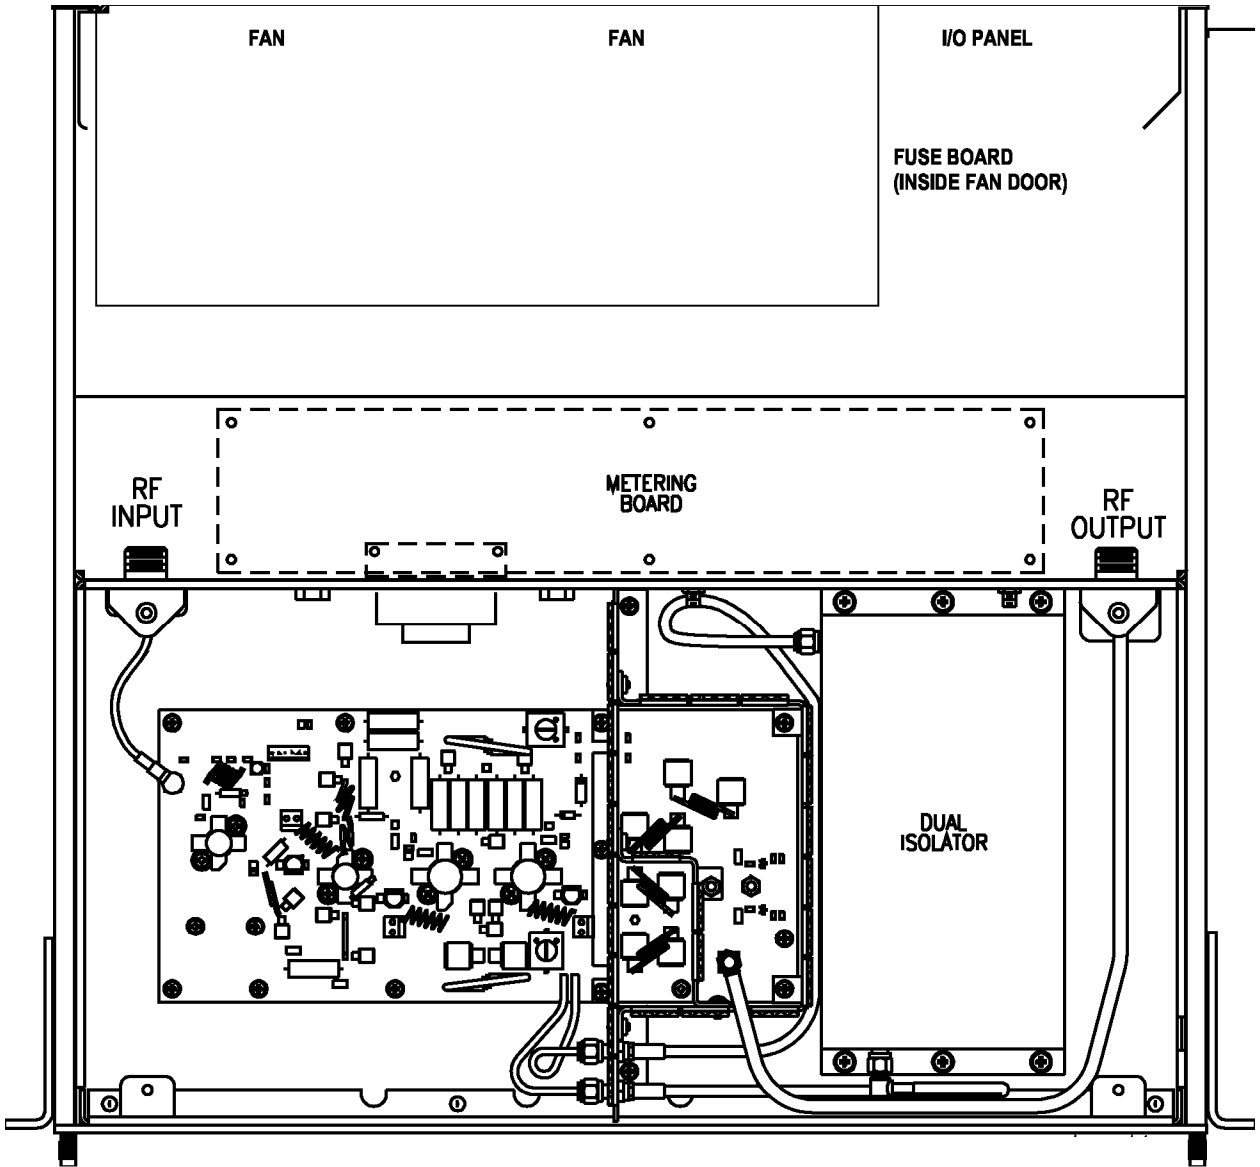 FAN
FAN
I/O PANEL
FUSE BOARD
(INSIDE FAN DOOR)
METERING
BOARD
RF
INPUT
RF
OUTPUT
DUAL
ISOLATOR